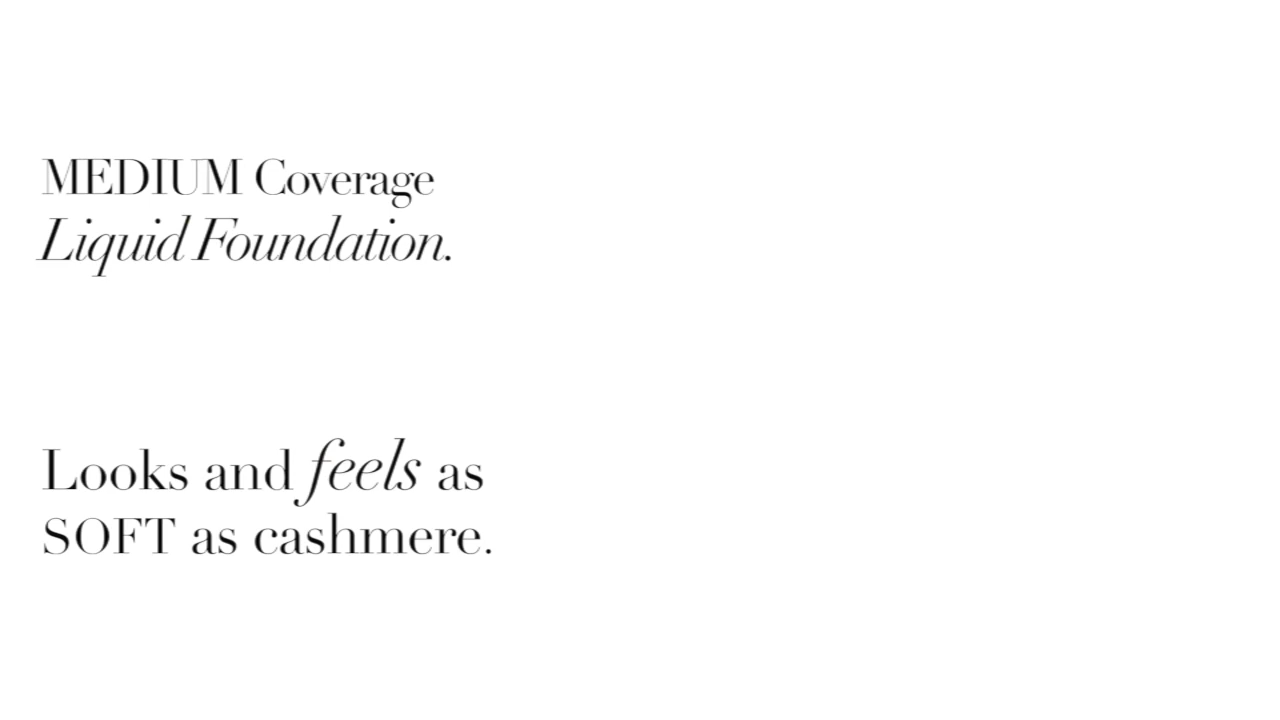 MEDIUM Coverage
Liquid Foundation.
Looks and feels as
SOFT as cashmere.